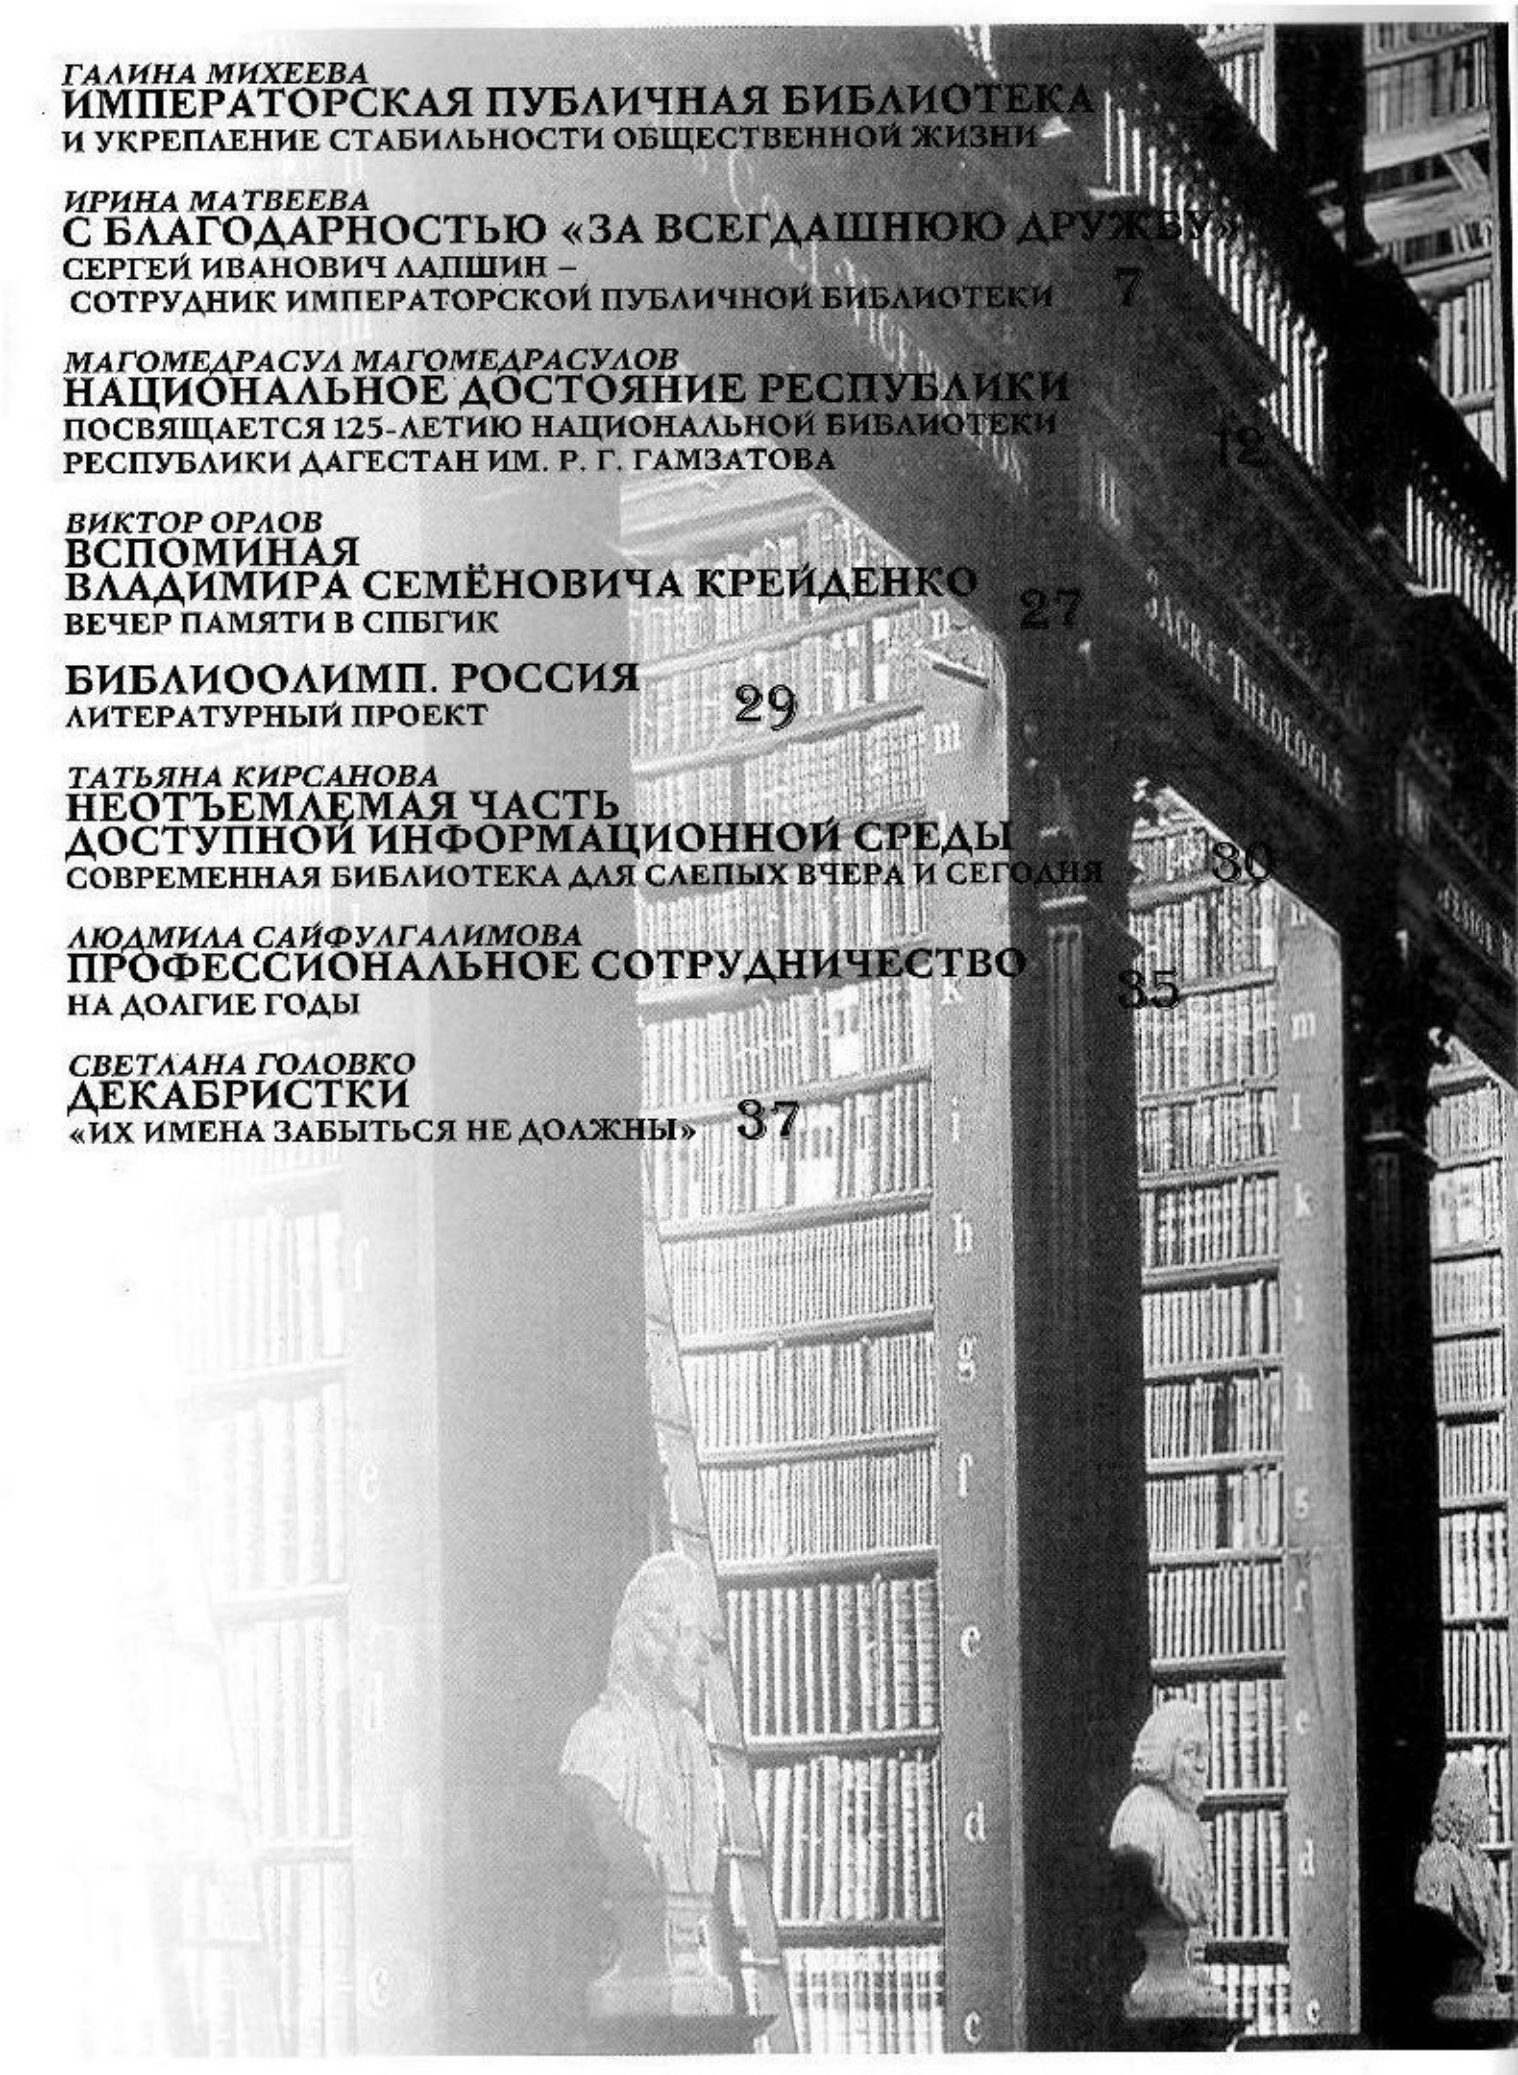 ГАЛИНА МИХЕЕВА
ИМПЕРАТОРСКАЯ ПУБЛИЧНАЯ БИБЛИОТЕКА
И УКРЕПЛЕНИЕ СТАБИЛЬНОСТИ ОБЩЕСТВЕННОЙ ЖИЗНИ
ИРИНА МАТВЕЕВА
С БЛАГОДАРНОСТЬЮ «ЗА ВСЕГДАШНЮЮ ДРУЖБУ»
СЕРГЕЙ ИВАНОВИЧ ЛАПШИН –
СОТРУДНИК ИМПЕРАТОРСКОЙ ПУБЛИЧНОЙ БИБЛИОТЕКИ 7
МАГОМЕДРАСУЛ МАГОМЕДРАСУЛОВ
НАЦИОНАЛЬНОЕ ДОСТОЯНИЕ РЕСПУБЛИКИ
ПОСВЯЩАЕТСЯ 125-ЛЕТИЮ НАЦИОНАЛЬНОЙ БИБЛИОТЕКИ
РЕСПУБЛИКИ ДАГЕСТАН ИМ. Р. Г. ГАМЗАТОВА 12
ВИКТОР ОРЛОВ
ВСПОМИНАЯ
ВЛАДИМИРА СЕМЁНОВИЧА КРЕЙДЕНКО 27
ВЕЧЕР ПАМЯТИ В СПБГИК
БИБЛИООЛИМП. РОССИЯ
ЛИТЕРАТУРНЫЙ ПРОЕКТ 29
ТАТЬЯНА КИРСАНОВА
НЕОТЪЕМЛЕМАЯ ЧАСТЬ
ДОСТУПНОЙ ИНФОРМАЦИОННОЙ СРЕДЫ
СОВРЕМЕННАЯ БИБЛИОТЕКА ДЛЯ СЛЕПЫХ ВЧЕРА И СЕГОДНЯ 30
ЛЮДМИЛА САЙФУЛГАЛИМОВА
ПРОФЕССИОНАЛЬНОЕ СОТРУДНИЧЕСТВО
НА ДОЛГИЕ ГОДЫ 35
СВЕТЛАНА ГОЛОВКО
ДЕКАБРИСТКИ
«ИХ ИМЕНА ЗАБЫТЬСЯ НЕ ДОЛЖНЫ» 37
SACRÆ THEOLOGIÆ
m
k
i
h
g
f
e
d
c
m
l
k
i
h
f
e
d
c